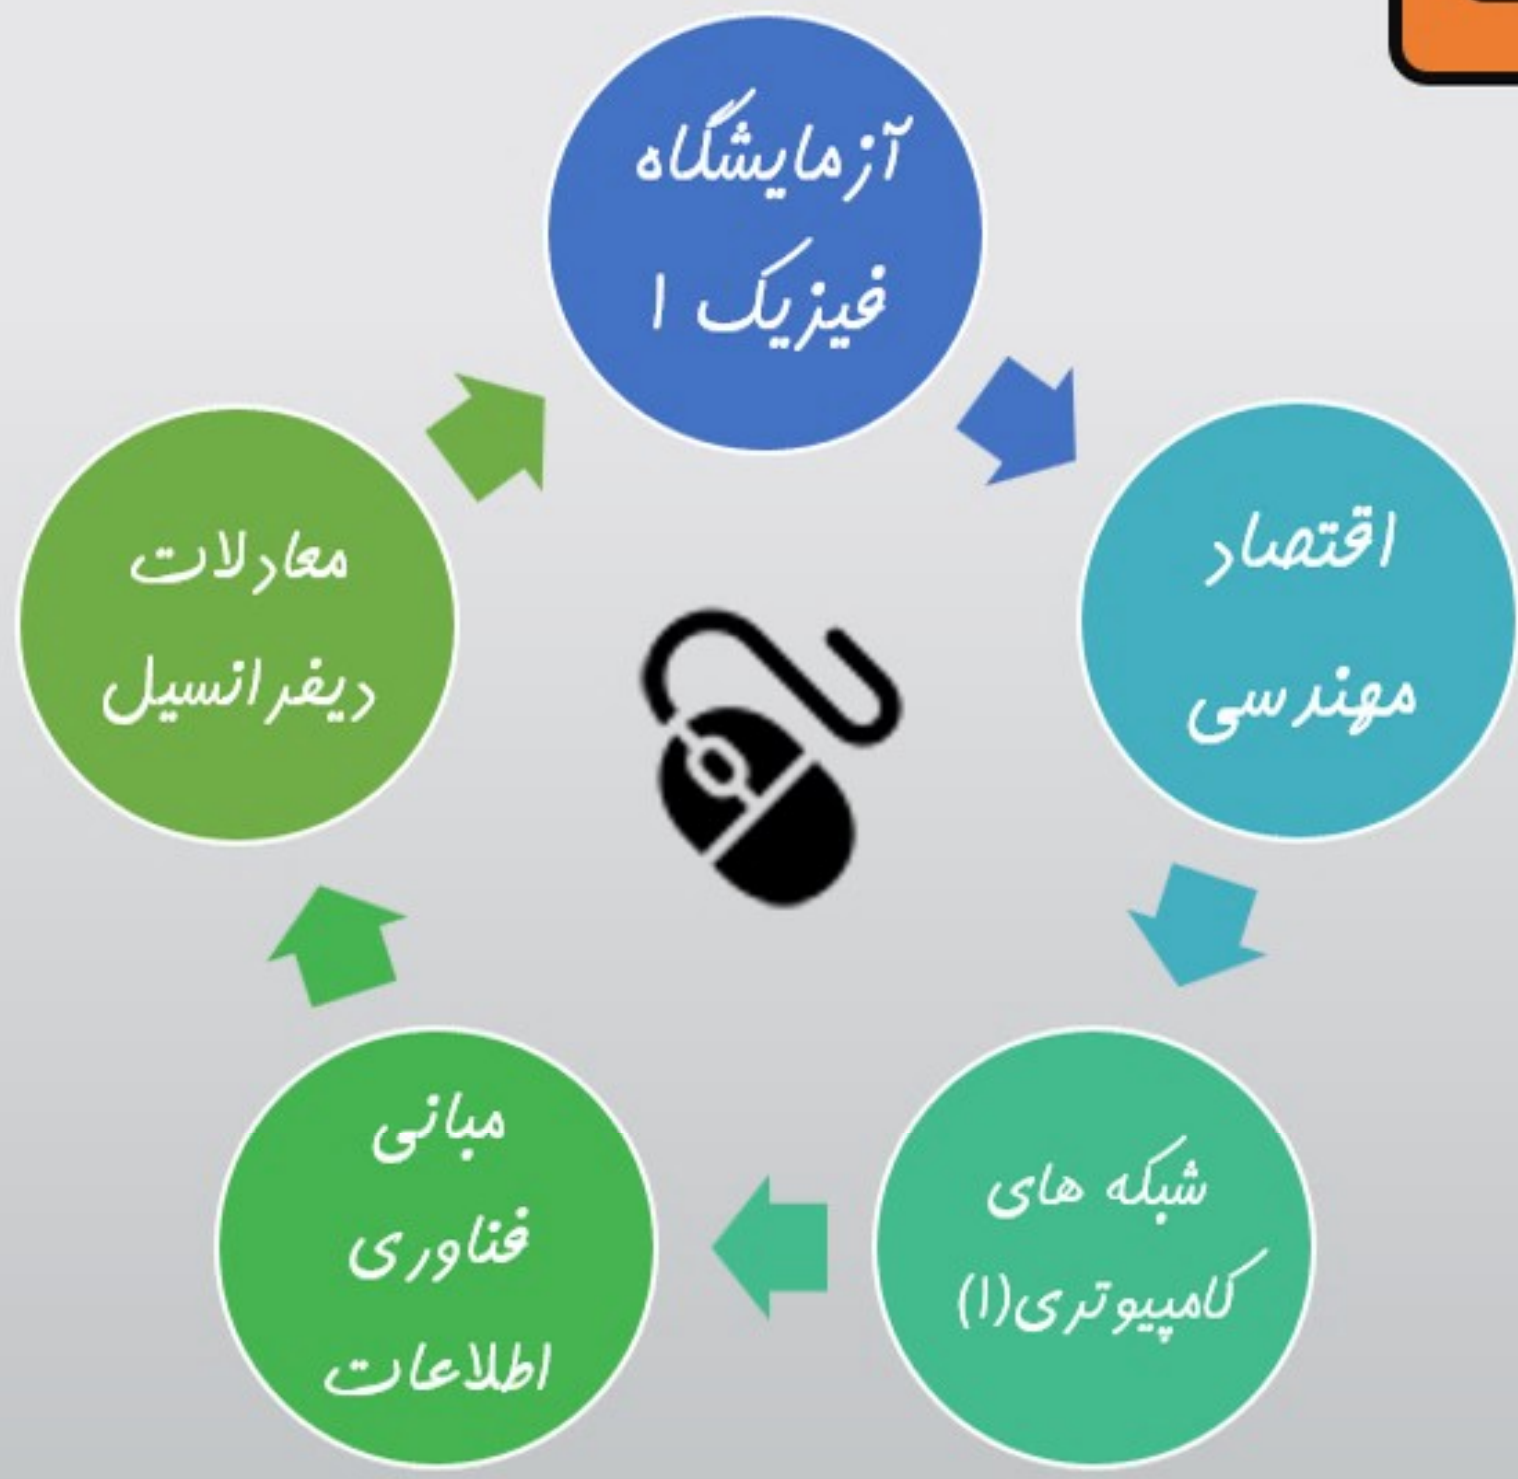 آزمایشگاه
فیزیک ۱
اقتصاد
مهندسی
شبکه های
کامپیوتری(۱)
مبانی
فناوری
اطلاعات
معادلات
دیفرانسیل